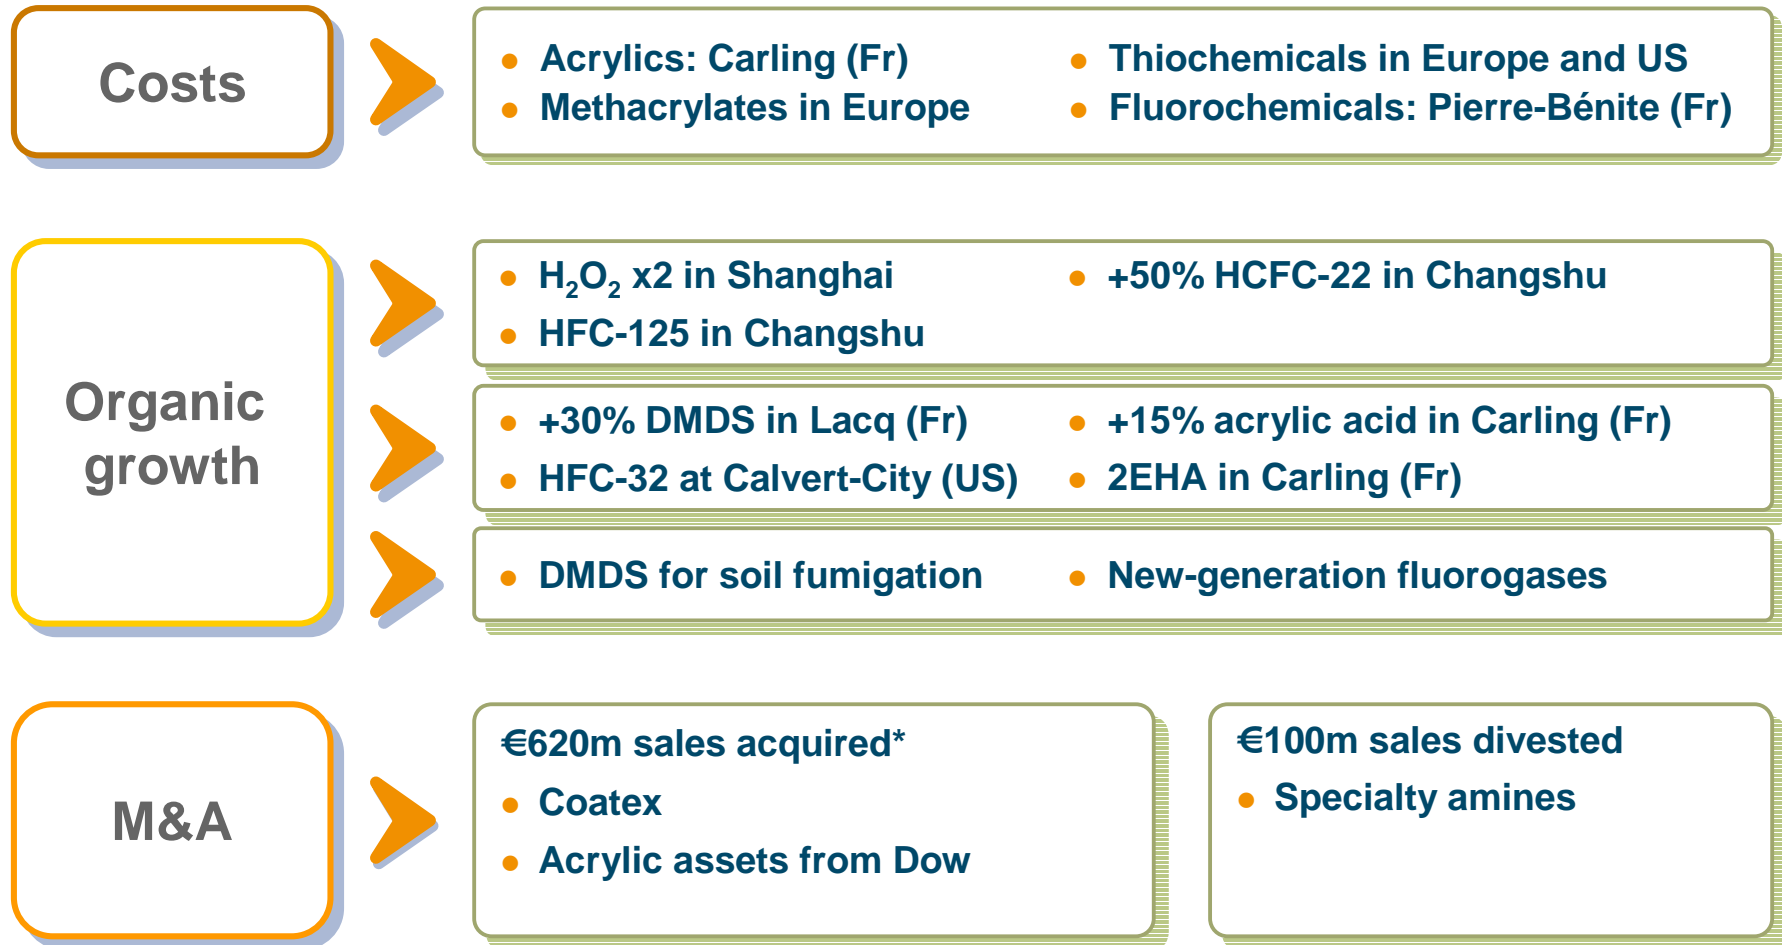 Costs
● Acrylics: Carling (Fr)
● Methacrylates in Europe
● Thiochemicals in Europe and US
● Fluorochemicals: Pierre-Bénite (Fr)
Organic
growth
● H₂O₂ x2 in Shanghai
● HFC-125 in Changshu
● +50% HCFC-22 in Changshu
● +30% DMDS in Lacq (Fr)
● HFC-32 at Calvert-City (US)
● +15% acrylic acid in Carling (Fr)
● 2EHA in Carling (Fr)
● DMDS for soil fumigation
● New-generation fluorogases
M&A
€620m sales acquired*
● Coatex
● Acrylic assets from Dow
€100m sales divested
● Specialty amines